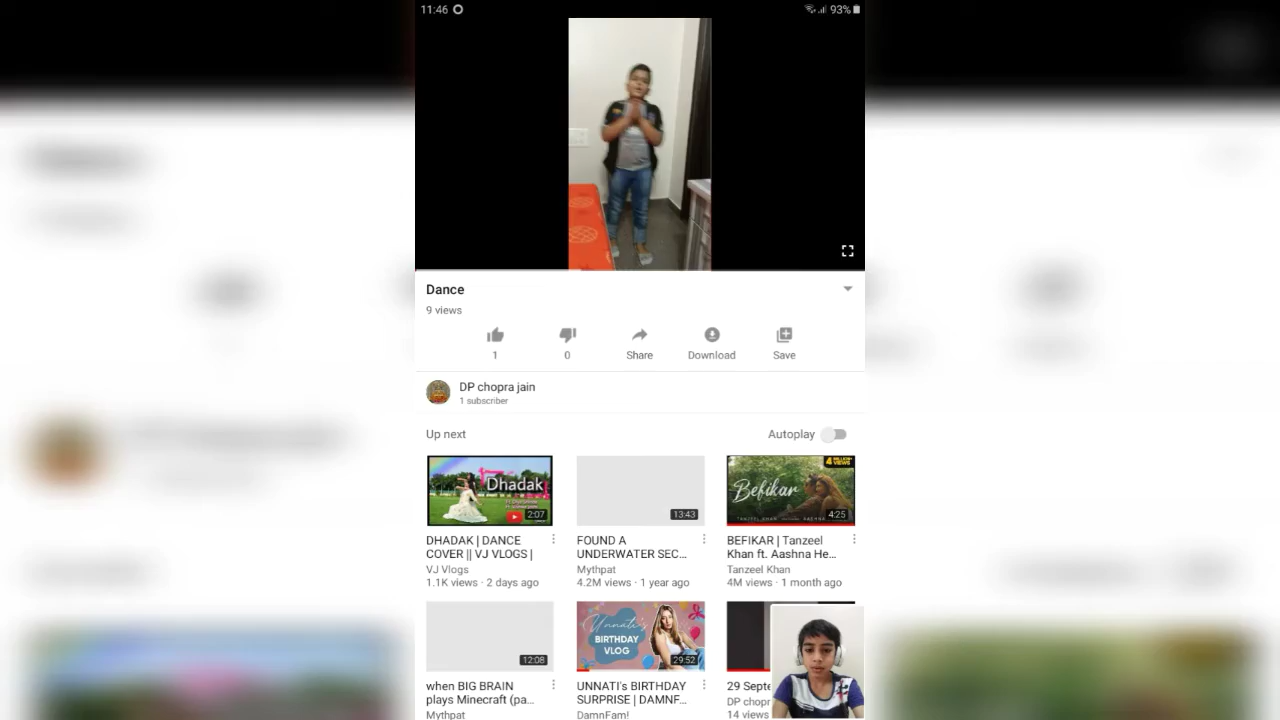 11:46
93%
Dance
9 views
1
0
Share
Download
Save
DP chopra jain
1 subscriber
Up next
Autoplay
Dhadak
2:07
13:43
4 MILLION+
VIEWS
Befikar
4:25
DHADAK | DANCE
COVER || VJ VLOGS |
VJ Vlogs
1.1K views · 2 days ago
FOUND A
UNDERWATER SEC...
Mythpat
4.2M views · 1 year ago
BEFIKAR | Tanzeel
Khan ft. Aashna He...
Tanzeel Khan
4M views · 1 month ago
12:08
Unnati's
BIRTHDAY
VLOG
29:52
when BIG BRAIN
plays Minecraft (pa...
Mythpat
UNNATI's BIRTHDAY
SURPRISE | DAMNF...
DamnFam!
29 Septe
DP chopr
14 views